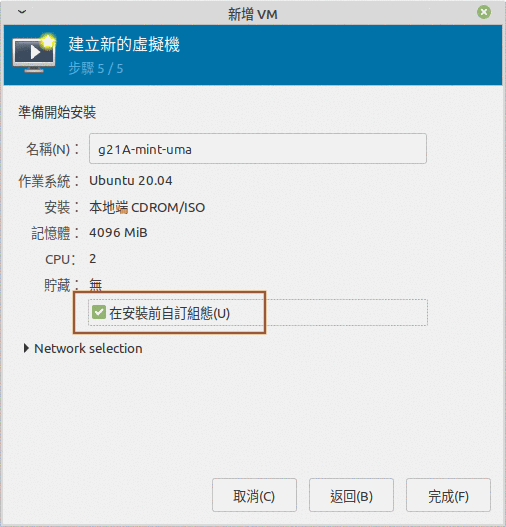 新增 VM
建立新的虛擬機
步驟 5 / 5
準備開始安裝
名稱(N)： g21A-mint-uma
作業系統： Ubuntu 20.04
安裝： 本地端 CDROM/ISO
記憶體： 4096 MiB
CPU： 2
貯藏： 無
在安裝前自訂組態(U)
Network selection
取消(C) 返回(B) 完成(F)